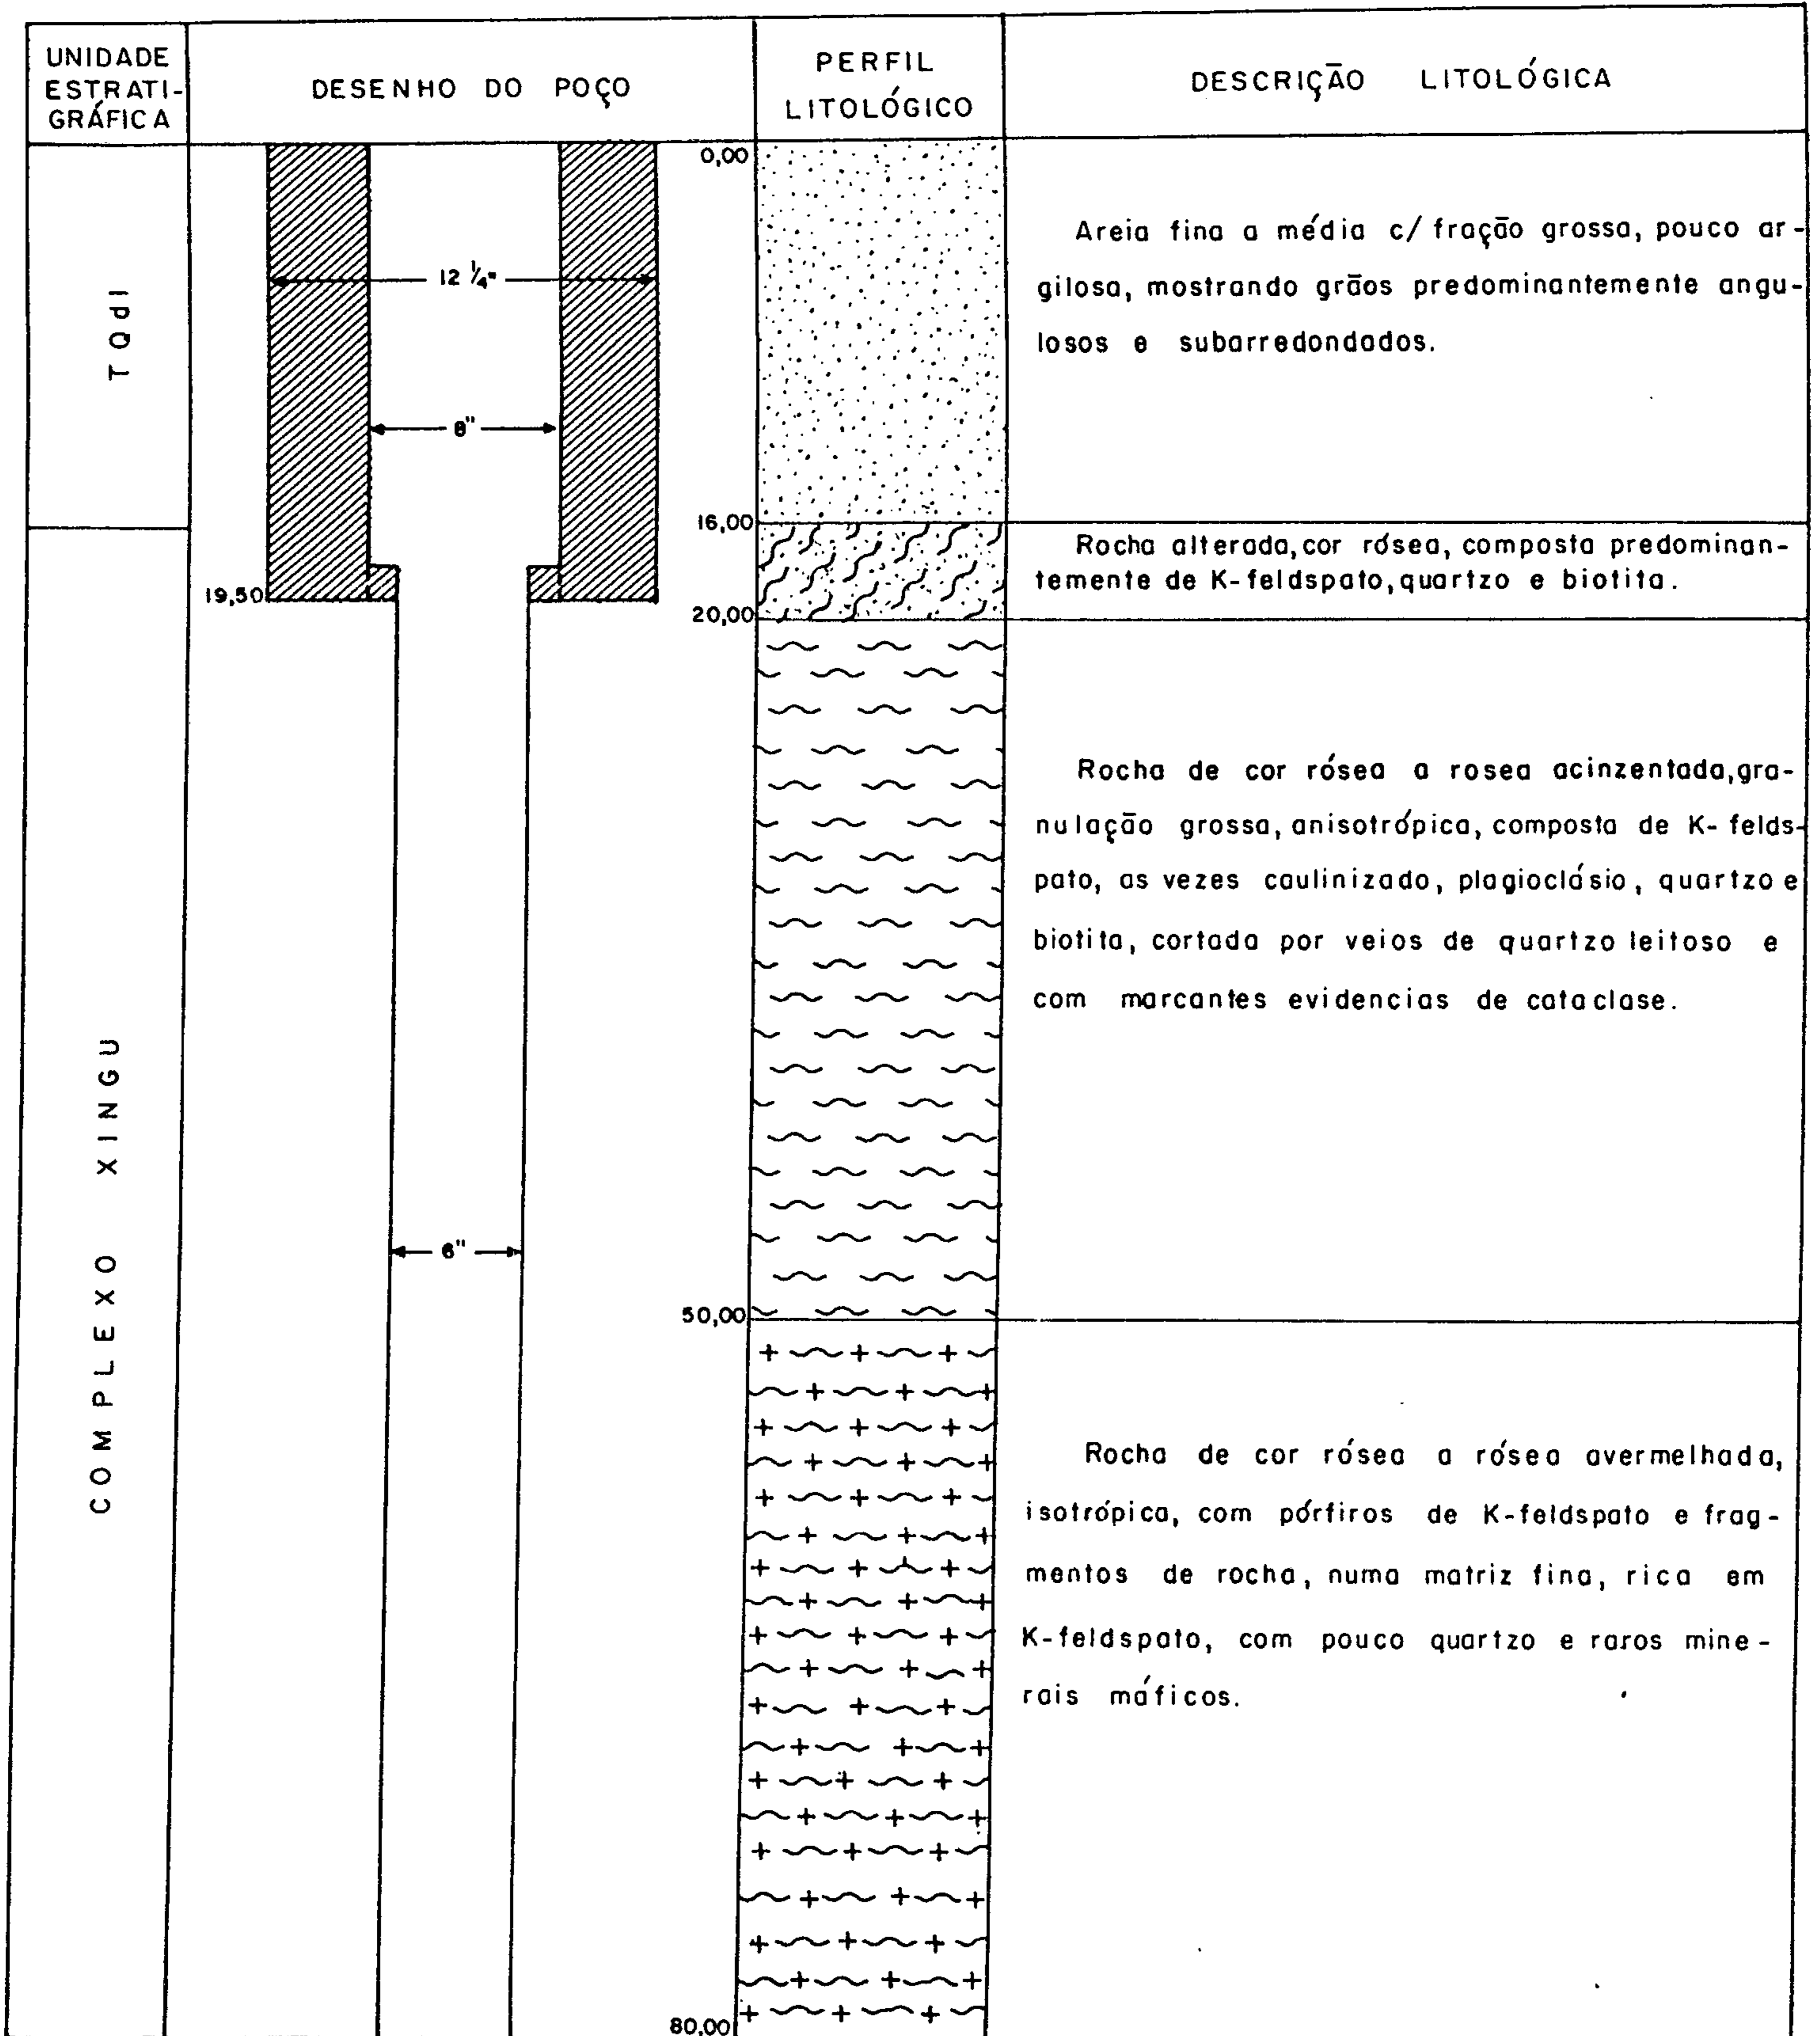 UNIDADE
ESTRATI-
GRÁFICA
DESENHO DO POÇO
PERFIL
LITOLÓGICO
DESCRIÇÃO LITOLÓGICA
TQdl
0,00
12 ¼"
8"
Areia fina a média c/ fração grossa, pouco ar-
gilosa, mostrando grãos predominantemente angu-
losos e subarredondados.
16,00
Rocha alterada, cor rósea, composta predominan-
temente de K-feldspato, quartzo e biotita.
19,50
20,00
COMPLEXO XINGU
Rocha de cor rósea a rosea acinzentada, gra-
nulação grossa, anisotrópica, composta de K-felds-
pato, as vezes caulinizado, plagioclásio, quartzo e
biotita, cortada por veios de quartzo leitoso e
com marcantes evidencias de cataclase.
6"
50,00
Rocha de cor rósea a rósea avermelhada,
isotrópica, com pórfiros de K-feldspato e frag-
mentos de rocha, numa matriz fina, rica em
K-feldspato, com pouco quartzo e raros mine-
rais máficos.
80,00